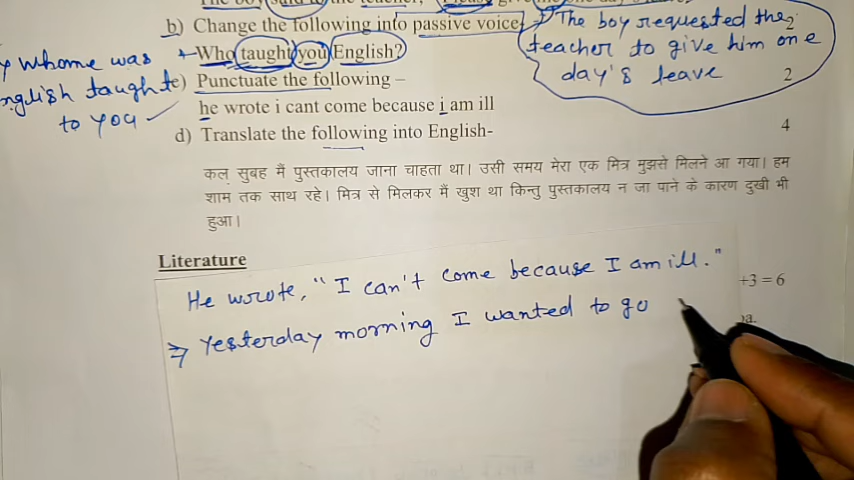 b) Change the following into passive voice
The boy requested the
2
Who taught you English?
teacher to give him one
whome was
day's leave
2
c) Punctuate the following –
nglish taught
he wrote i cant come because i am ill
to you
d) Translate the following into English-
4
कल सुबह मैं पुस्तकालय जाना चाहता था। उसी समय मेरा एक मित्र मुझसे मिलने आ गया। हम
शाम तक साथ रहे। मित्र से मिलकर मैं खुश था किन्तु पुस्तकालय न जा पाने के कारण दुखी भी
हुआ।
Literature
He wrote, "I can't come because I am ill."
+3 = 6
Yesterday morning I wanted to go